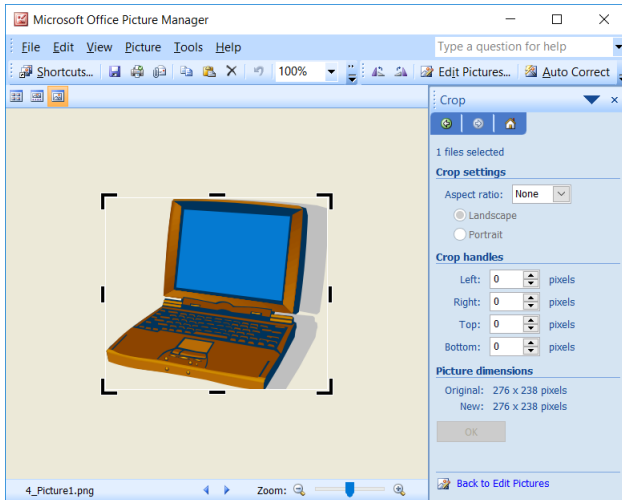 Microsoft Office Picture Manager
File Edit View Picture Tools Help
Type a question for help
Shortcuts... 100% Edit Pictures... Auto Correct
Crop
1 files selected
Crop settings
Aspect ratio: None
Landscape
Portrait
Crop handles
Left: 0 pixels
Right: 0 pixels
Top: 0 pixels
Bottom: 0 pixels
Picture dimensions
Original: 276 x 238 pixels
New: 276 x 238 pixels
OK
Back to Edit Pictures
4_Picture1.png Zoom: